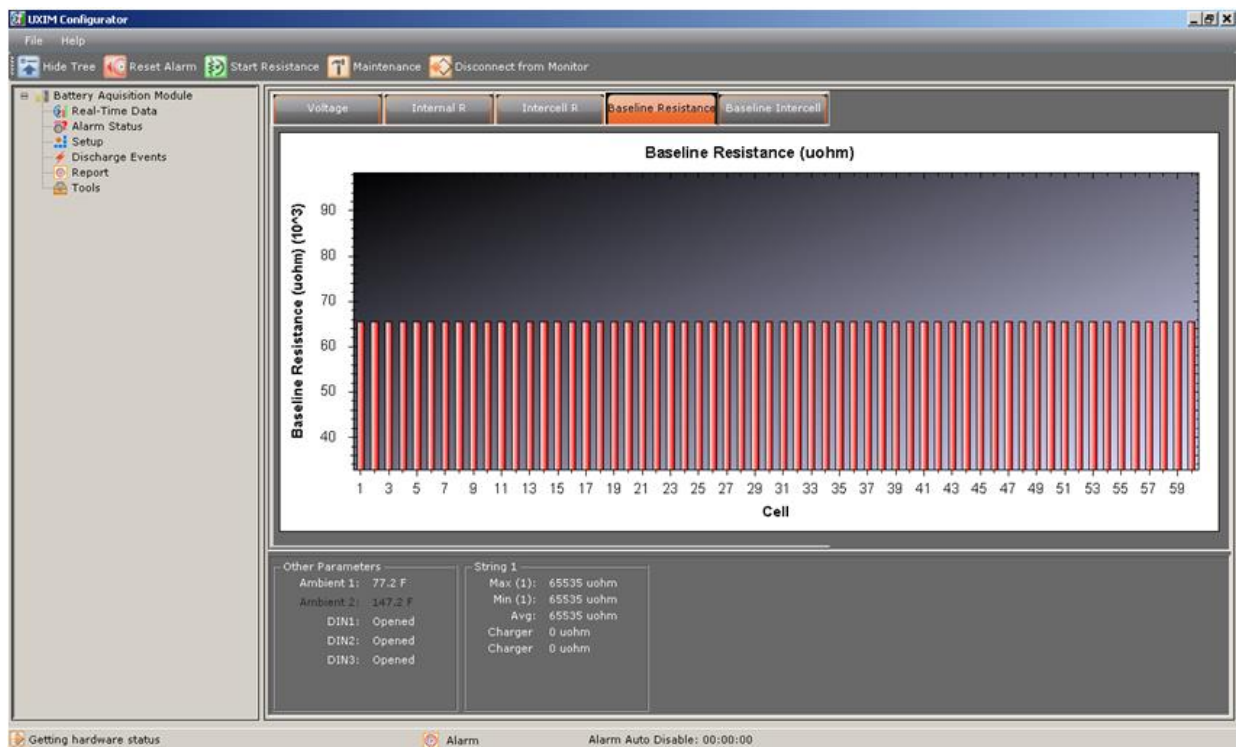 UXIM Configurator
File Help
Hide Tree Reset Alarm Start Resistance Maintenance Disconnect from Monitor
Battery Aquisition Module
Real-Time Data
Alarm Status
Setup
Discharge Events
Report
Tools
Voltage Internal R Intercell R Baseline Resistance Baseline Intercell
Baseline Resistance (uohm)
Baseline Resistance (uohm) (10^3)
90
80
70
60
50
40
1 3 5 7 9 11 13 15 17 19 21 23 25 27 29 31 33 35 37 39 41 43 45 47 49 51 53 55 57 59
Cell
Other Parameters
Ambient 1: 77.2 F
Ambient 2: 147.2 F
DIN1: Opened
DIN2: Opened
DIN3: Opened
String 1
Max (1): 65535 uohm
Min (1): 65535 uohm
Avg: 65535 uohm
Charger 0 uohm
Charger 0 uohm
Getting hardware status Alarm Alarm Auto Disable: 00:00:00